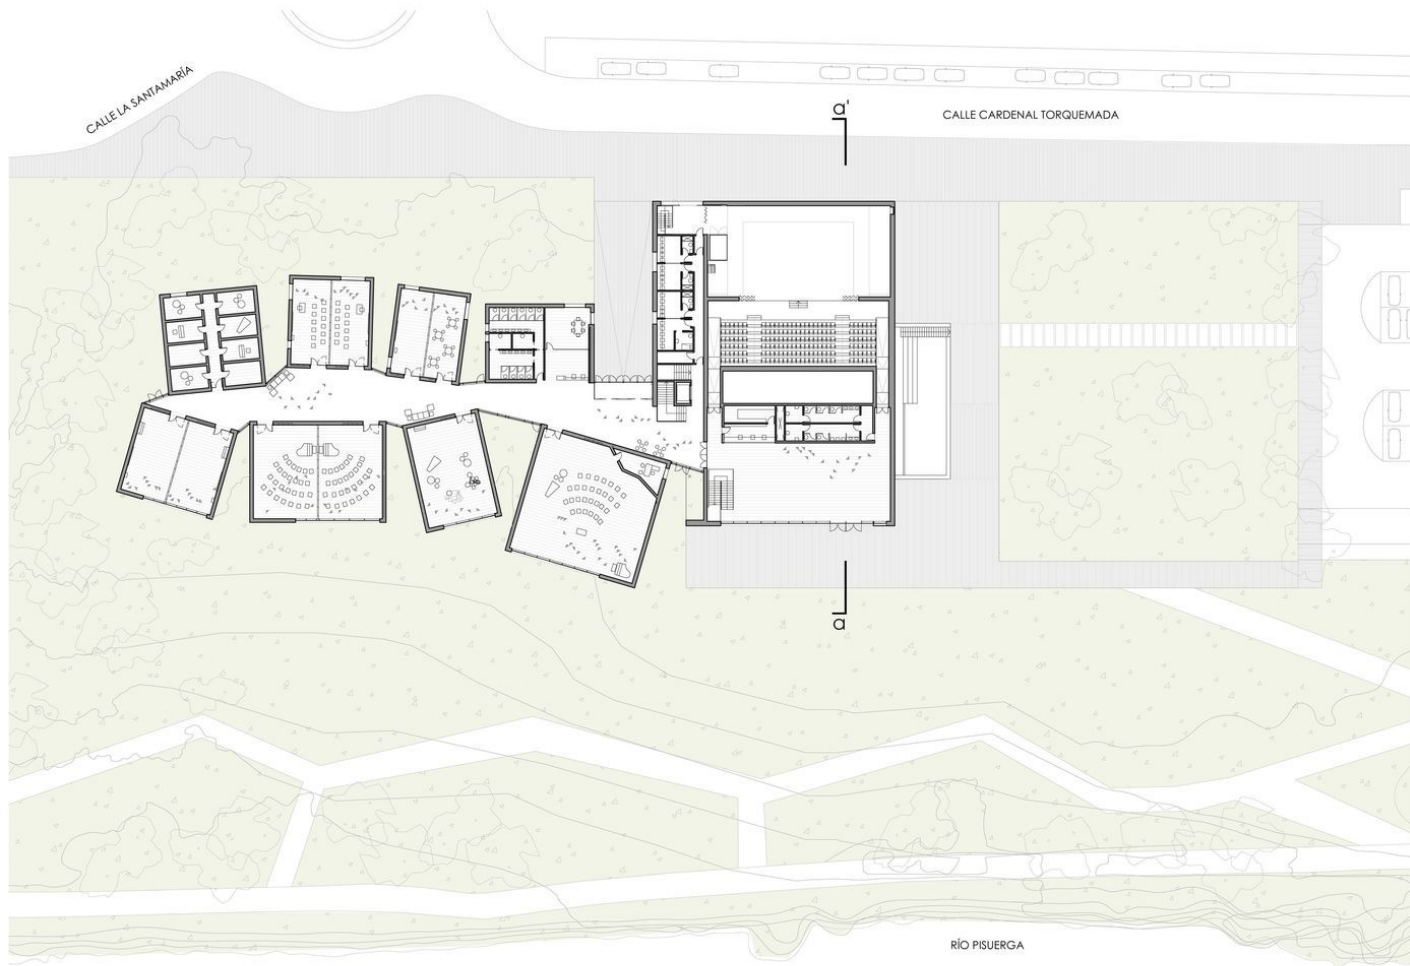 CALLE LA SANTAMARÍA
a'
CALLE CARDENAL TORQUEMADA
a
RÍO PISUERGA